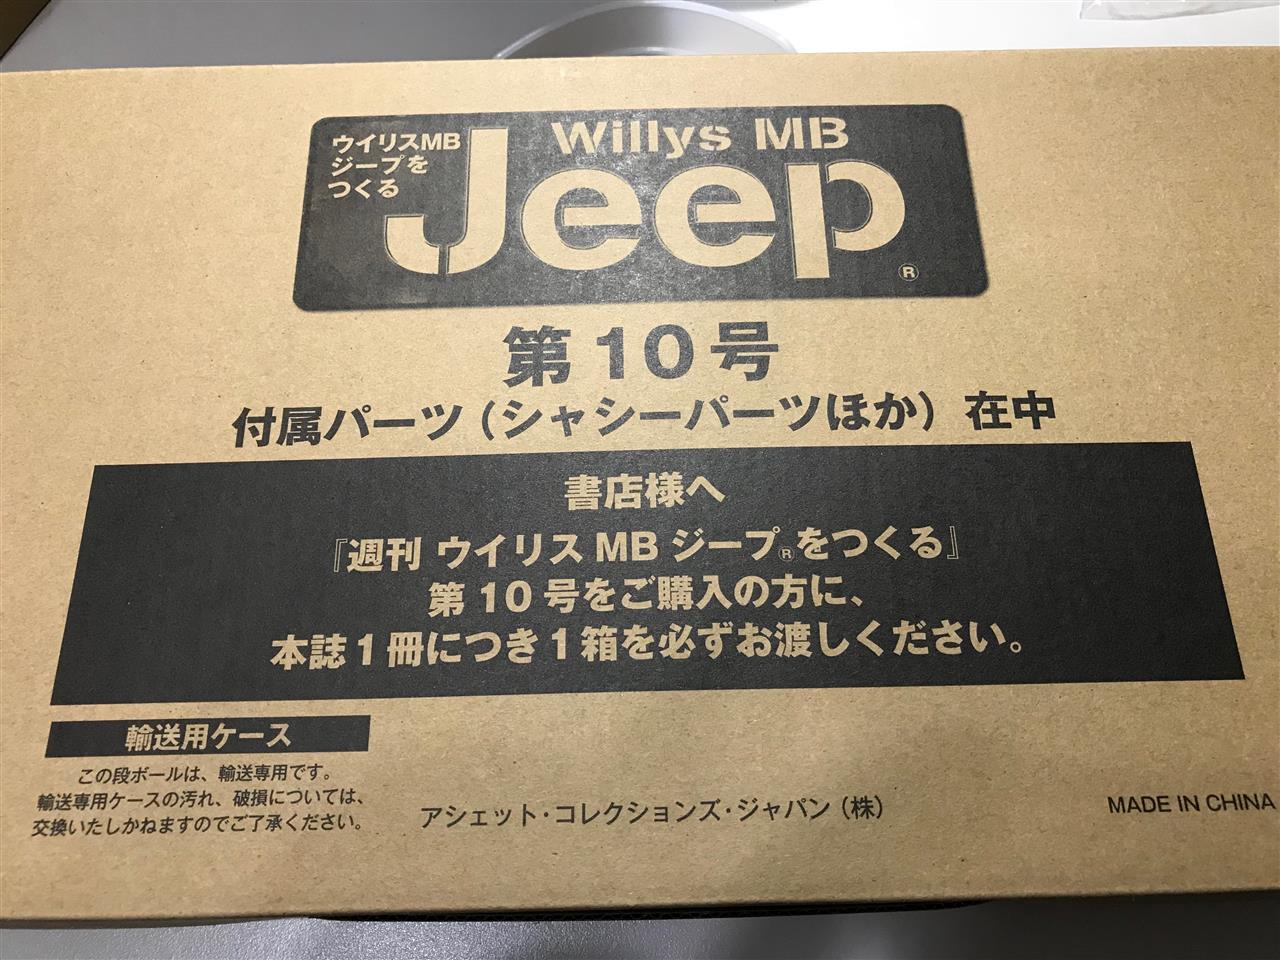 ウイリスMB
ジープを
つくる
Willys MB
Jeep®
第10号
付属パーツ（シャシーパーツほか）在中
書店様へ
『週刊 ウイリス MB ジープ®をつくる』
第10号をご購入の方に、
本誌1冊につき1箱を必ずお渡しください。
輸送用ケース
この段ボールは、輸送専用です。
輸送専用ケースの汚れ、破損については、
交換いたしかねますのでご了承ください。
アシェット・コレクションズ・ジャパン（株）
MADE IN CHINA